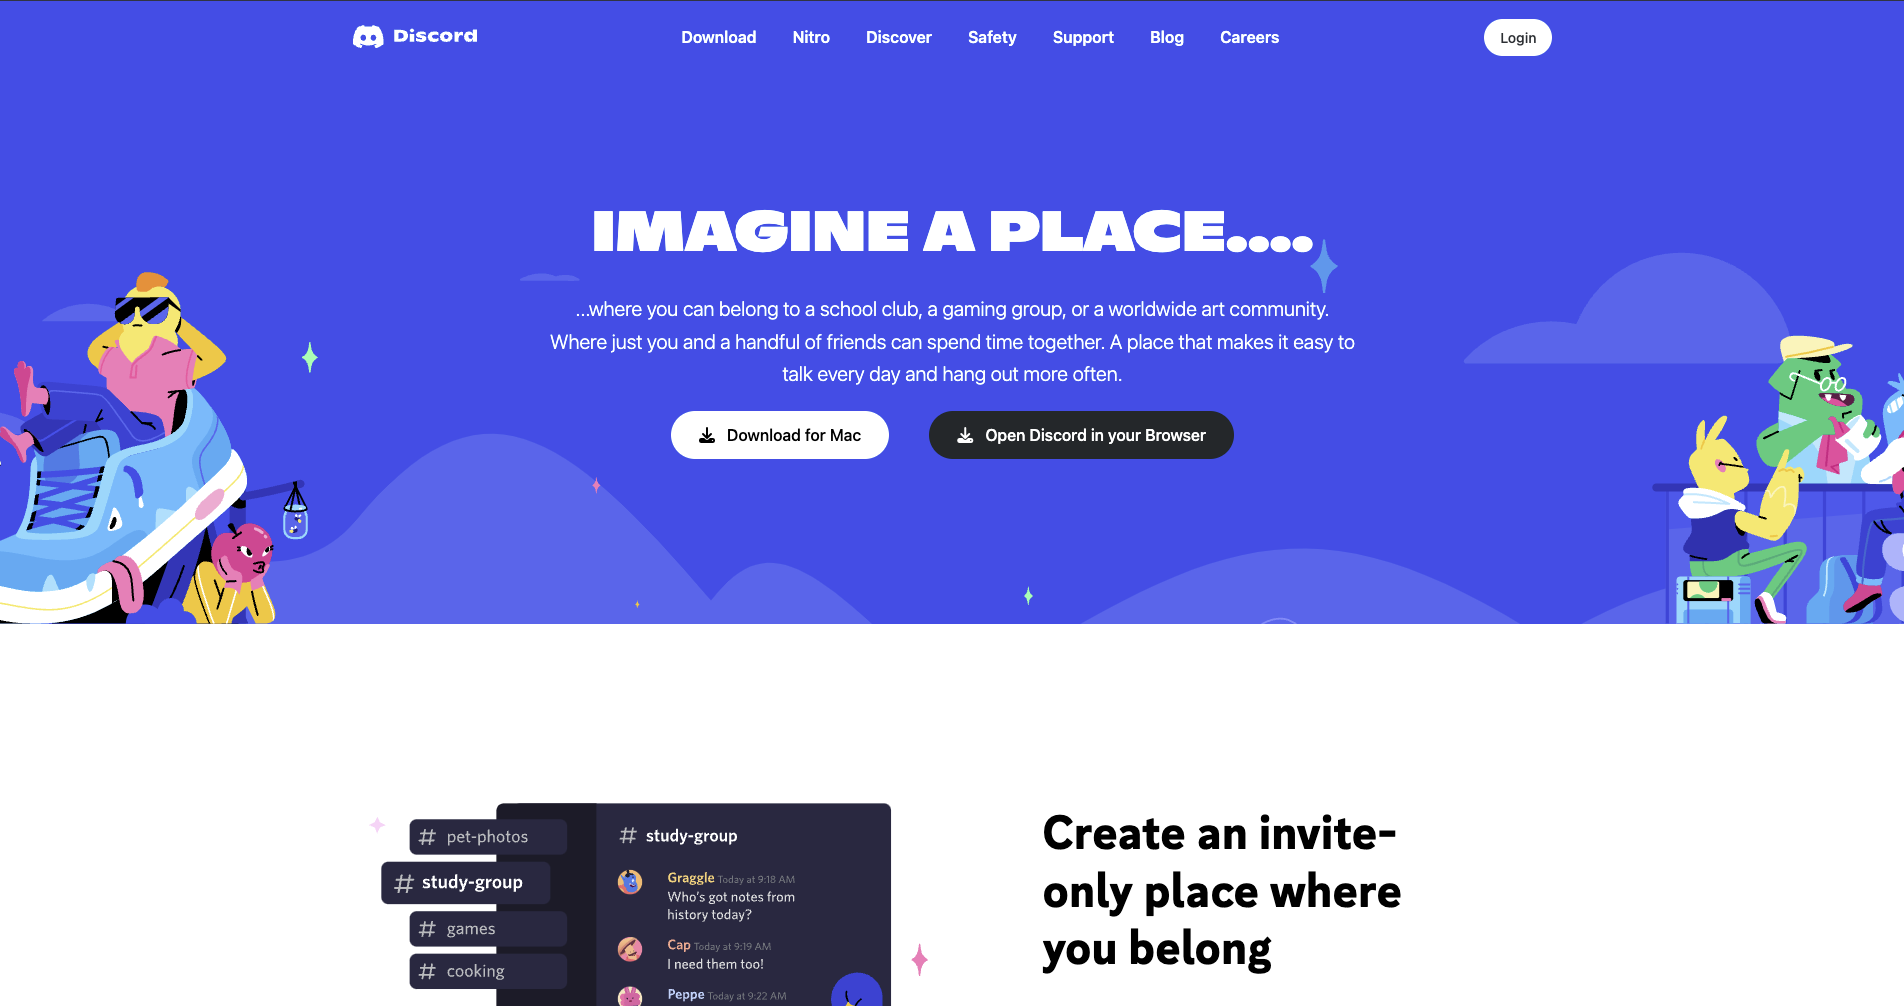 Discord
Download
Nitro
Discover
Safety
Support
Blog
Careers
Login
IMAGINE A PLACE....
...where you can belong to a school club, a gaming group, or a worldwide art community.
Where just you and a handful of friends can spend time together. A place that makes it easy to
talk every day and hang out more often.
Download for Mac
Open Discord in your Browser
# pet-photos
# study-group
# games
# cooking
# study-group
Graggle Today at 9:18 AM
Who's got notes from
history today?
Cap Today at 9:19 AM
I need them too!
Peppe Today at 9:22 AM
Create an invite-
only place where
you belong